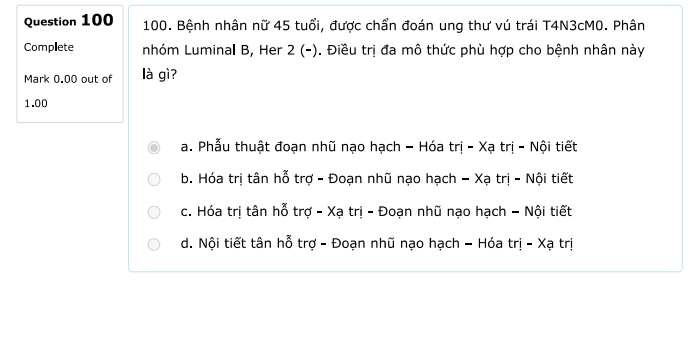 Question 100
Complete
Mark 0.00 out of
1.00
100. Bệnh nhân nữ 45 tuổi, được chẩn đoán ung thư vú trái T4N3cM0. Phân
nhóm Luminal B, Her 2 (-). Điều trị đa mô thức phù hợp cho bệnh nhân này
là gì?
a. Phẫu thuật đoạn nhũ nạo hạch – Hóa trị - Xạ trị - Nội tiết
b. Hóa trị tân hỗ trợ - Đoạn nhũ nạo hạch – Xạ trị - Nội tiết
c. Hóa trị tân hỗ trợ - Xạ trị - Đoạn nhũ nạo hạch – Nội tiết
d. Nội tiết tân hỗ trợ - Đoạn nhũ nạo hạch – Hóa trị - Xạ trị